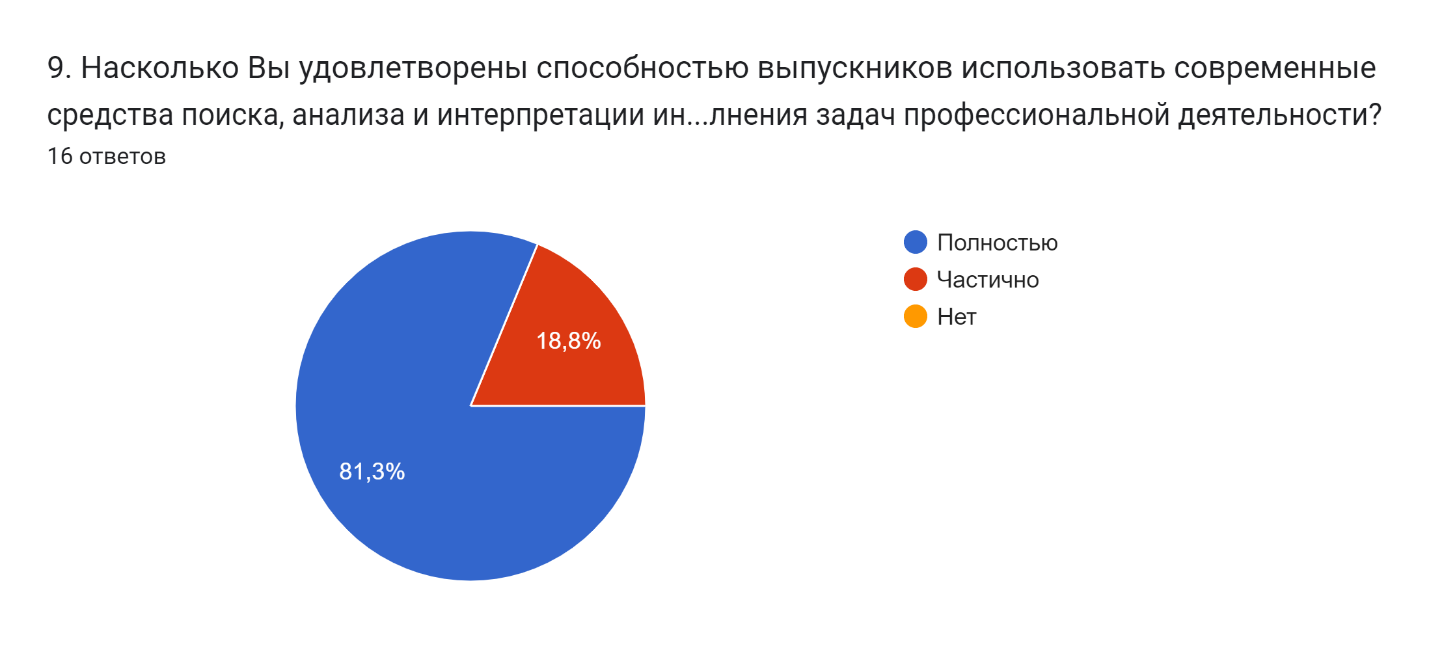 9. Насколько Вы удовлетворены способностью выпускников использовать современные
средства поиска, анализа и интерпретации ин...лнения задач профессиональной деятельности?
16 ответов
Полностью
Частично
Нет
18,8%
81,3%